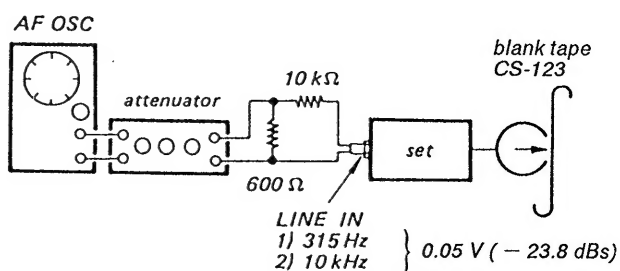 AF OSC
attenuator
10 kΩ
600 Ω
set
blank tape
CS-123
LINE IN
1) 315 Hz
2) 10 kHz
0.05 V (− 23.8 dBs)